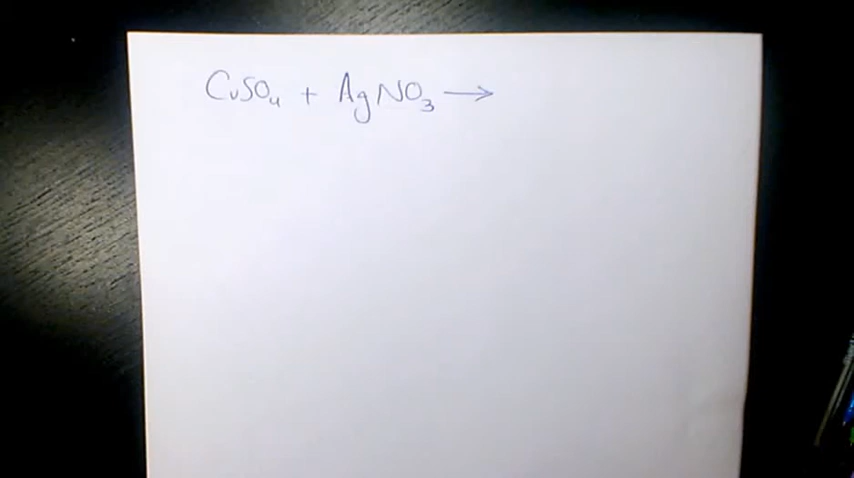 CuSO₄ + AgNO₃ →